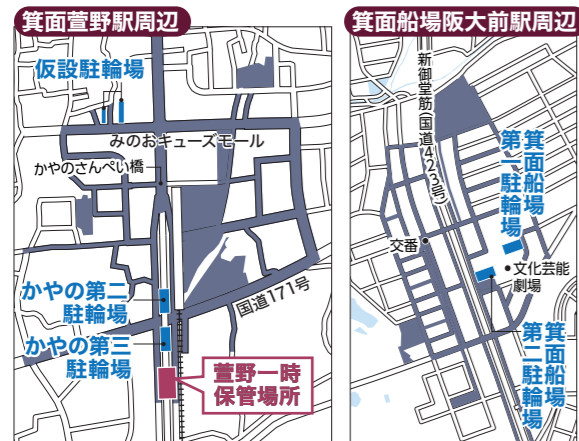 箕面萱野駅周辺
仮設駐輪場
みのおキューズモール
かやのさんぺい橋
かやの第二
駐輪場
かやの第三
駐輪場
国道171号
萱野一時
保管場所
箕面船場阪大前駅周辺
新御堂筋(国道423号)
箕面船場
第一駐輪場
交番
文化芸能
劇場
箕面船場
第二駐輪場